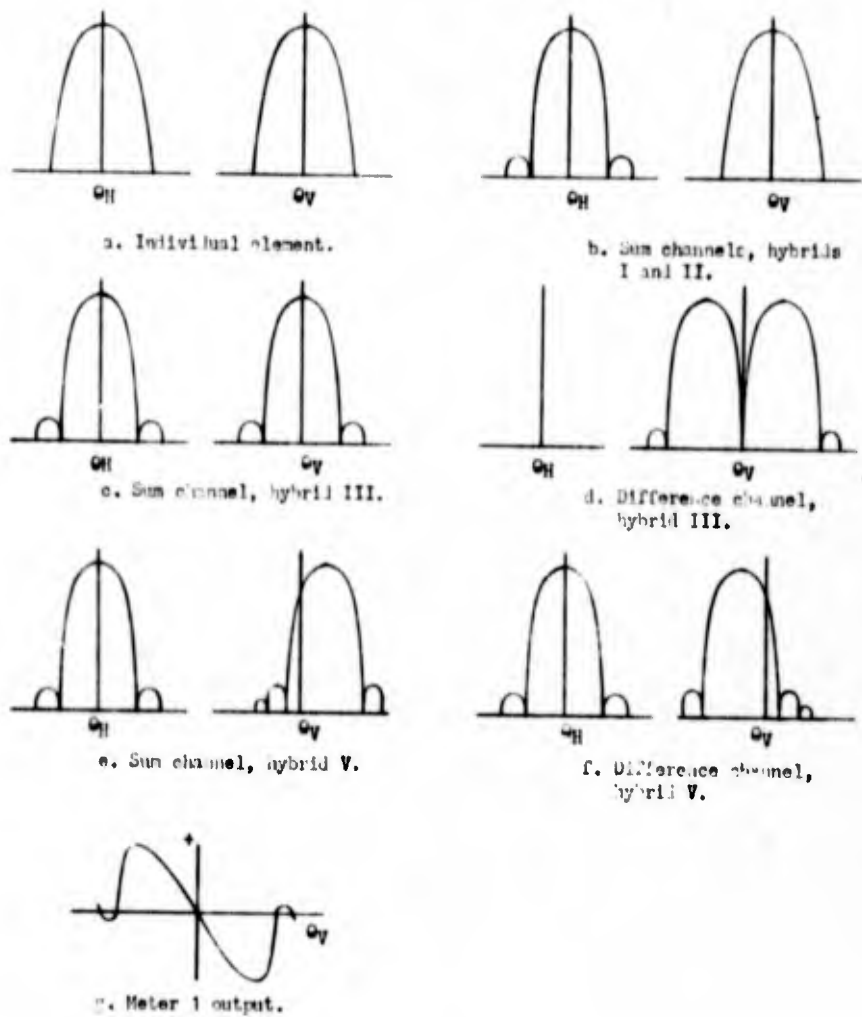 θH
θV
a. Individual element.
θH
θV
b. Sum channels, hybrids
I and II.
θH
θV
c. Sum channel, hybrid III.
θH
θV
d. Difference channel,
hybrid III.
θH
θV
e. Sum channel, hybrid V.
θH
θV
f. Difference channel,
hybrid V.
+
θV
g. Meter 1 output.